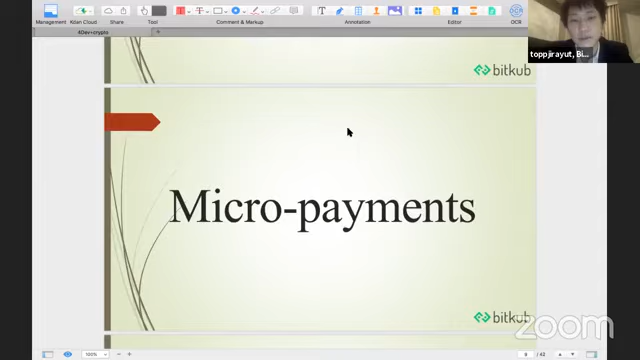 Management
Kdan Cloud
Share
Tool
Comment & Markup
Annotation
Editor
OCR
4Dev+crypto
toppjirayut, Bi...
bitkub
Micro-payments
bitkub
zoom
100%
8 / 42